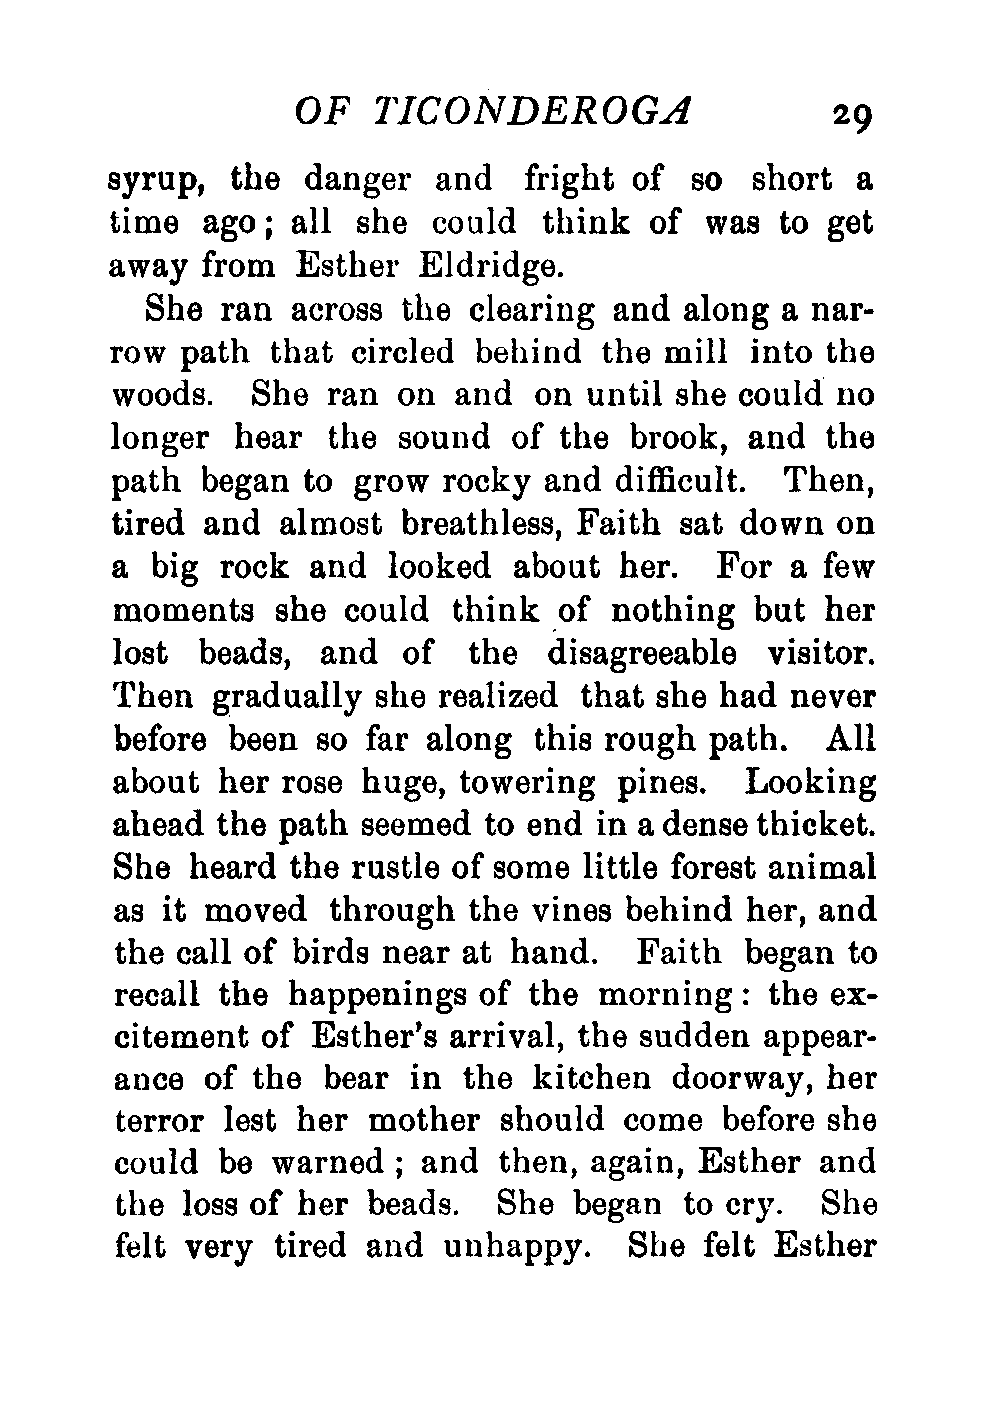 OF TICONDEROGA 29
syrup, the danger and fright of so short a
time ago; all she could think of was to get
away from Esther Eldridge.
She ran across the clearing and along a nar-
row path that circled behind the mill into the
woods. She ran on and on until she could no
longer hear the sound of the brook, and the
path began to grow rocky and difficult. Then,
tired and almost breathless, Faith sat down on
a big rock and looked about her. For a few
moments she could think of nothing but her
lost beads, and of the disagreeable visitor.
Then gradually she realized that she had never
before been so far along this rough path. All
about her rose huge, towering pines. Looking
ahead the path seemed to end in a dense thicket.
She heard the rustle of some little forest animal
as it moved through the vines behind her, and
the call of birds near at hand. Faith began to
recall the happenings of the morning: the ex-
citement of Esther's arrival, the sudden appear-
ance of the bear in the kitchen doorway, her
terror lest her mother should come before she
could be warned; and then, again, Esther and
the loss of her beads. She began to cry. She
felt very tired and unhappy. She felt Esther